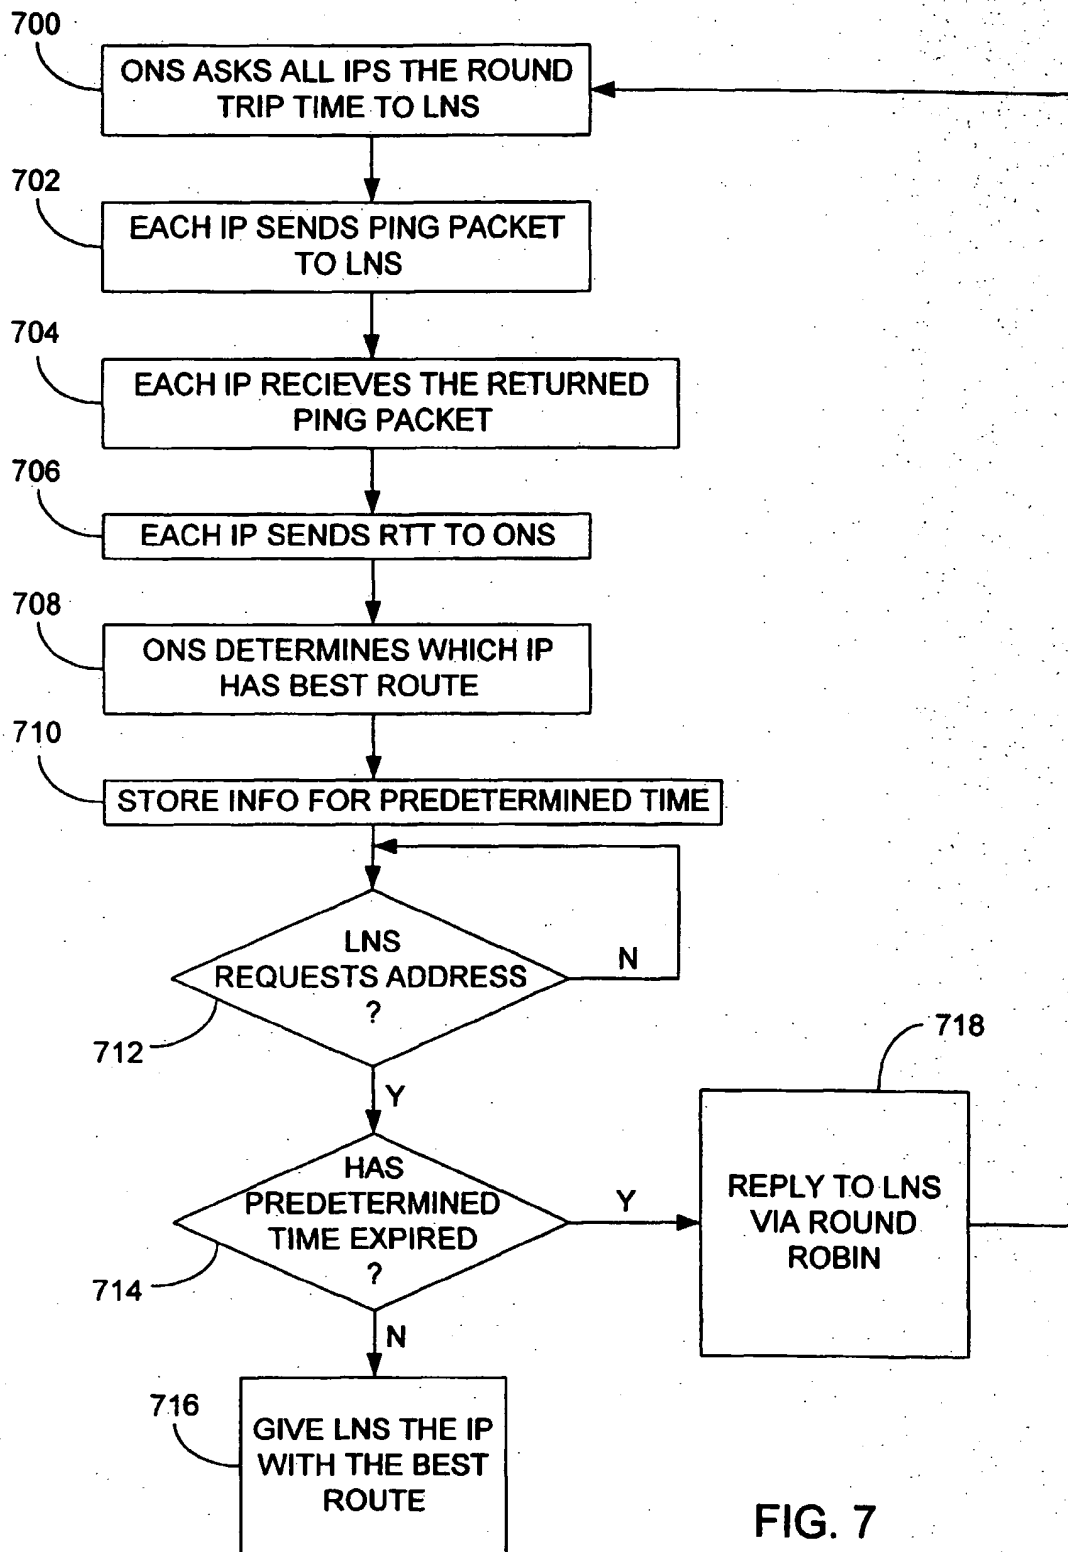 700
ONS ASKS ALL IPS THE ROUND
TRIP TIME TO LNS
702
EACH IP SENDS PING PACKET
TO LNS
704
EACH IP RECIEVES THE RETURNED
PING PACKET
706
EACH IP SENDS RTT TO ONS
708
ONS DETERMINES WHICH IP
HAS BEST ROUTE
710
STORE INFO FOR PREDETERMINED TIME
LNS
REQUESTS ADDRESS
?
N
712
Y
718
HAS
PREDETERMINED
TIME EXPIRED
?
Y
714
REPLY TO LNS
VIA ROUND
ROBIN
N
716
GIVE LNS THE IP
WITH THE BEST
ROUTE
FIG. 7